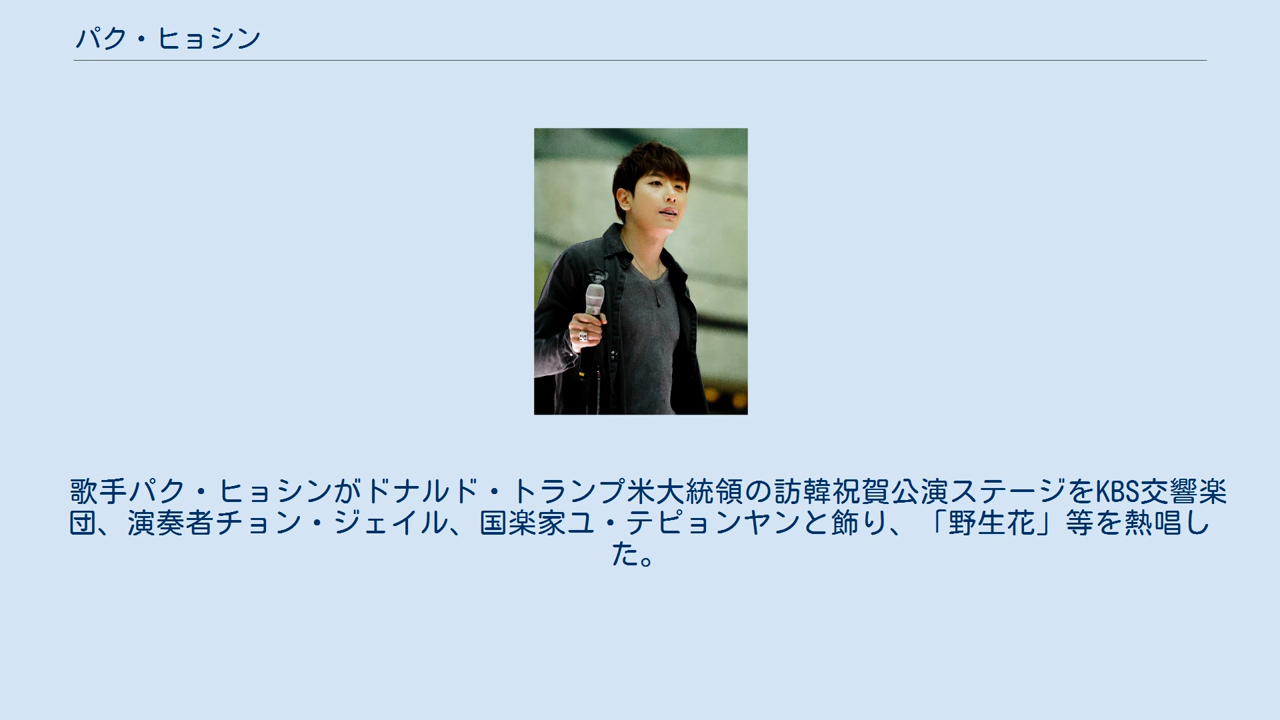 パク・ヒョシン
歌手パク・ヒョシンがドナルド・トランプ米大統領の訪韓祝賀公演ステージをKBS交響楽
団、演奏者チョン・ジェイル、国楽家ユ・テピョンヤンと飾り、「野生花」等を熱唱し
た。